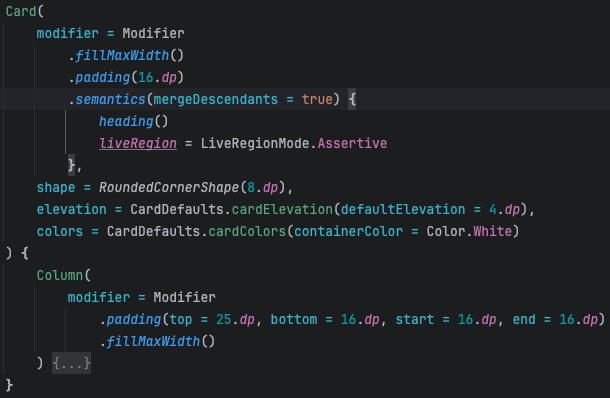 Card(
    modifier = Modifier
        .fillMaxWidth()
        .padding(16.dp)
        .semantics(mergeDescendants = true) {
            heading()
            liveRegion = LiveRegionMode.Assertive
        },
    shape = RoundedCornerShape(8.dp),
    elevation = CardDefaults.cardElevation(defaultElevation = 4.dp),
    colors = CardDefaults.cardColors(containerColor = Color.White)
) {
    Column(
        modifier = Modifier
            .padding(top = 25.dp, bottom = 16.dp, start = 16.dp, end = 16.dp)
            .fillMaxWidth()
    ) {...}
}